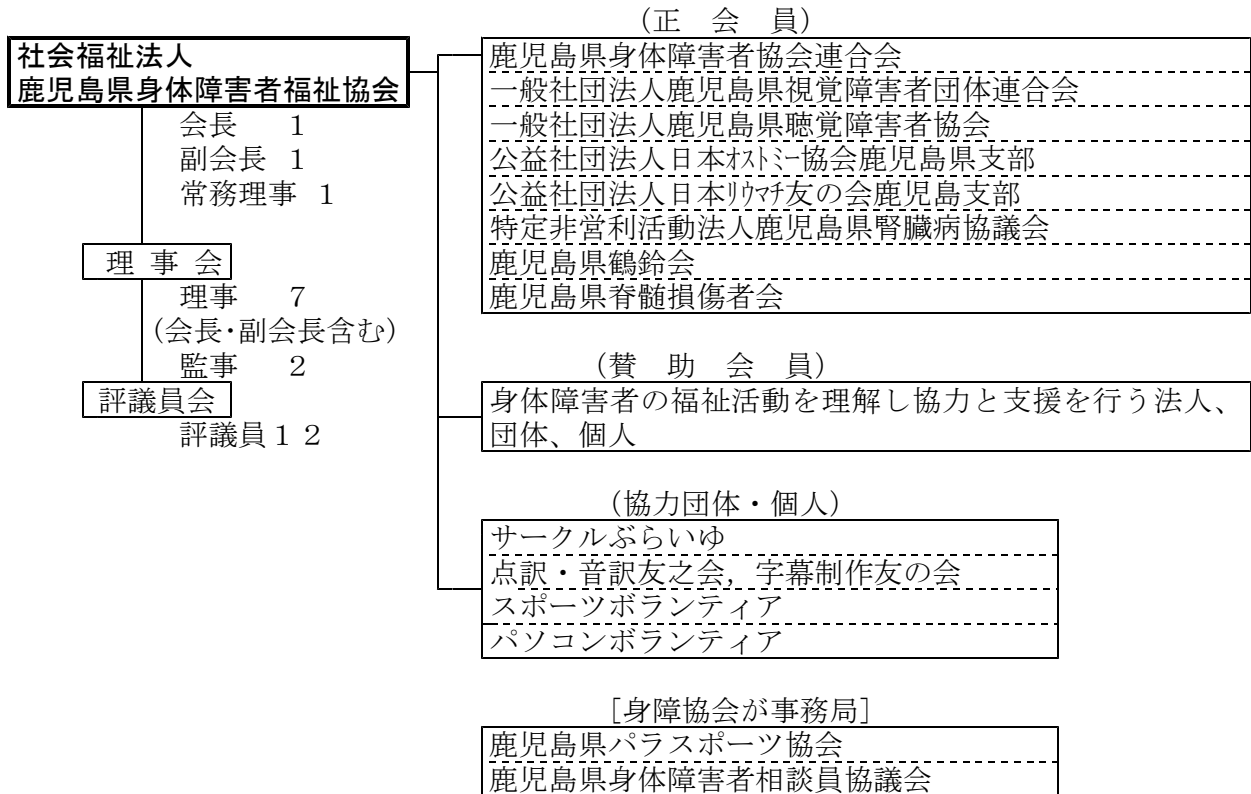 社会福祉法人
鹿児島県身体障害者福祉協会
会長 1
副会長 1
常務理事 1
理事会
理事 7
(会長・副会長含む)
監事 2
評議員会
評議員12
(正会員)
鹿児島県身体障害者協会連合会
一般社団法人鹿児島県視覚障害者団体連合会
一般社団法人鹿児島県聴覚障害者協会
公益社団法人日本ｵｽﾄﾐｰ協会鹿児島県支部
公益社団法人日本ﾘｳﾏﾁ友の会鹿児島支部
特定非営利活動法人鹿児島県腎臓病協議会
鹿児島県鶴鈴会
鹿児島県脊髄損傷者会
(賛助会員)
身体障害者の福祉活動を理解し協力と支援を行う法人、
団体、個人
(協力団体・個人)
サークルぶらいゆ
点訳・音訳友之会，字幕制作友の会
スポーツボランティア
パソコンボランティア
[身障協会が事務局]
鹿児島県パラスポーツ協会
鹿児島県身体障害者相談員協議会